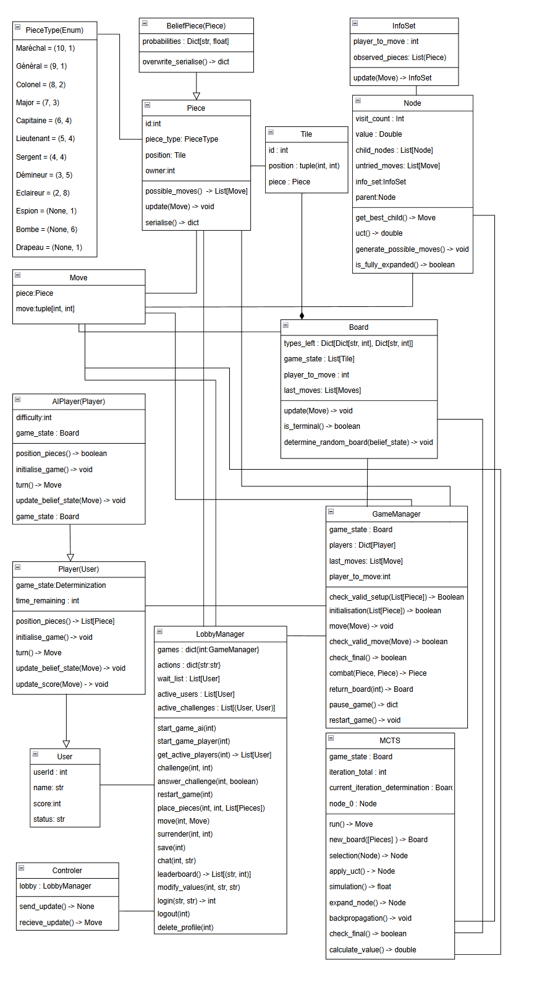 PieceType(Enum)
Maréchal = (10, 1)
Général = (9, 1)
Colonel = (8, 2)
Major = (7, 3)
Capitaine = (6, 4)
Lieutenant = (5, 4)
Sergent = (4, 4)
Démineur = (3, 5)
Eclaireur = (2, 8)
Espion = (None, 1)
Bombe = (None, 6)
Drapeau = (None, 1)
BeliefPiece(Piece)
probabilities : Dict[str, float]
overwrite_serialise() -> dict
InfoSet
player_to_move : int
observed_pieces: List(Piece)
update(Move) -> InfoSet
Piece
id:int
piece_type: PieceType
position: Tile
owner:int
possible_moves()  -> List[Move]
update(Move) -> void
serialise() -> dict
Tile
id : int
position : tuple(int, int)
piece : Piece
Node
visit_count : Int
value : Double
child_nodes : List[Node]
untried_moves: List[Move]
info_set:InfoSet
parent:Node
get_best_child() -> Move
uct() -> double
generate_possible_moves() -> void
is_fully_expanded() -> boolean
Move
piece:Piece
move:tuple[int, int]
Board
types_left : Dict[Dict[str, int], Dict[str, int]]
game_state : List[Tile]
player_to_move : int
last_moves: List[Moves]
update(Move) -> void
is_terminal() -> boolean
determine_random_board(belief_state) -> void
AIPlayer(Player)
difficulty:int
game_state : Board
position_pieces() -> boolean
initialise_game() -> void
turn() -> Move
update_belief_state(Move) -> void
game_state : Board
GameManager
game_state : Board
players : Dict[Player]
last_moves: List[Move]
player_to_move:int
check_valid_setup(List[Piece]) -> Boolean
initialisation(List[Piece]) -> boolean
move(Move) -> void
check_valid_move(Move) -> boolean
check_final() -> boolean
combat(Piece, Piece) -> Piece
return_board(int) -> Board
pause_game() -> dict
restart_game() -> void
Player(User)
game_state:Determinization
time_remaining : int
position_pieces() -> List[Piece]
initialise_game() -> void
turn() -> Move
update_belief_state(Move) -> void
update_score(Move) - > void
LobbyManager
games : dict{int:GameManager}
actions : dict{str:str}
wait_list : List[User]
active_users : List[User]
active_challenges : List[(User, User)]
start_game_ai(int)
start_game_player(int)
get_active_players(int) -> List[User]
challenge(int, int)
answer_challenge(int, boolean)
restart_game(int)
place_pieces(int, int, List[Pieces])
move(int, Move)
surrender(int, int)
save(int)
chat(int, str)
leaderboard() -> List[(str, int)]
modify_values(int, str, str)
login(str, str) -> int
logout(int)
delete_profile(int)
User
userId : int
name: str
score:int
status: str
Controler
lobby : LobbyManager
send_update() -> None
recieve_update() -> Move
MCTS
game_state : Board
iteration_total : int
current_iteration_determination : Board
node_0 : Node
run() -> Move
new_board([Pieces] ) -> Board
selection(Node) -> Node
apply_uct() - > Node
simulation() -> float
expand_node() -> Node
backpropagation() -> void
check_final() -> boolean
calculate_value() -> double